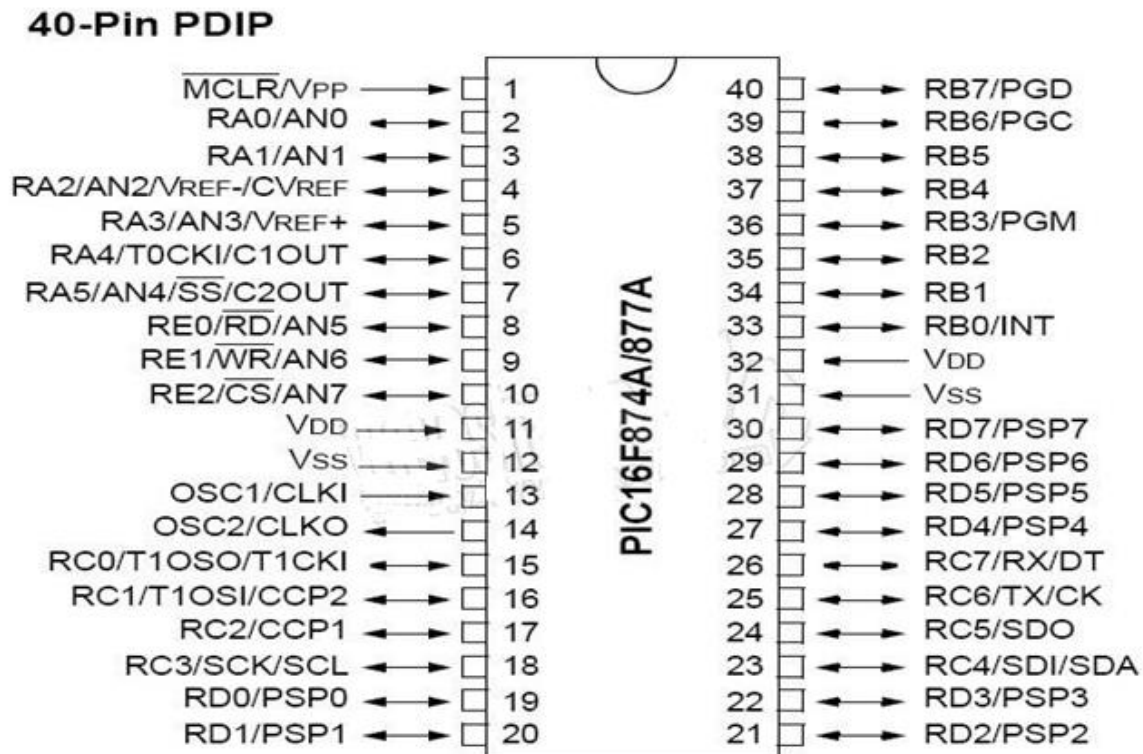 40-Pin PDIP
MCLR/VPP 1 40 RB7/PGD
RA0/AN0 2 39 RB6/PGC
RA1/AN1 3 38 RB5
RA2/AN2/VREF-/CVREF 4 37 RB4
RA3/AN3/VREF+ 5 36 RB3/PGM
RA4/T0CKI/C1OUT 6 35 RB2
RA5/AN4/SS/C2OUT 7 34 RB1
RE0/RD/AN5 8 33 RB0/INT
RE1/WR/AN6 9 32 VDD
RE2/CS/AN7 10 31 VSS
VDD 11 30 RD7/PSP7
VSS 12 29 RD6/PSP6
OSC1/CLKI 13 28 RD5/PSP5
OSC2/CLKO 14 27 RD4/PSP4
RC0/T1OSO/T1CKI 15 26 RC7/RX/DT
RC1/T1OSI/CCP2 16 25 RC6/TX/CK
RC2/CCP1 17 24 RC5/SDO
RC3/SCK/SCL 18 23 RC4/SDI/SDA
RD0/PSP0 19 22 RD3/PSP3
RD1/PSP1 20 21 RD2/PSP2
PIC16F874A/877A